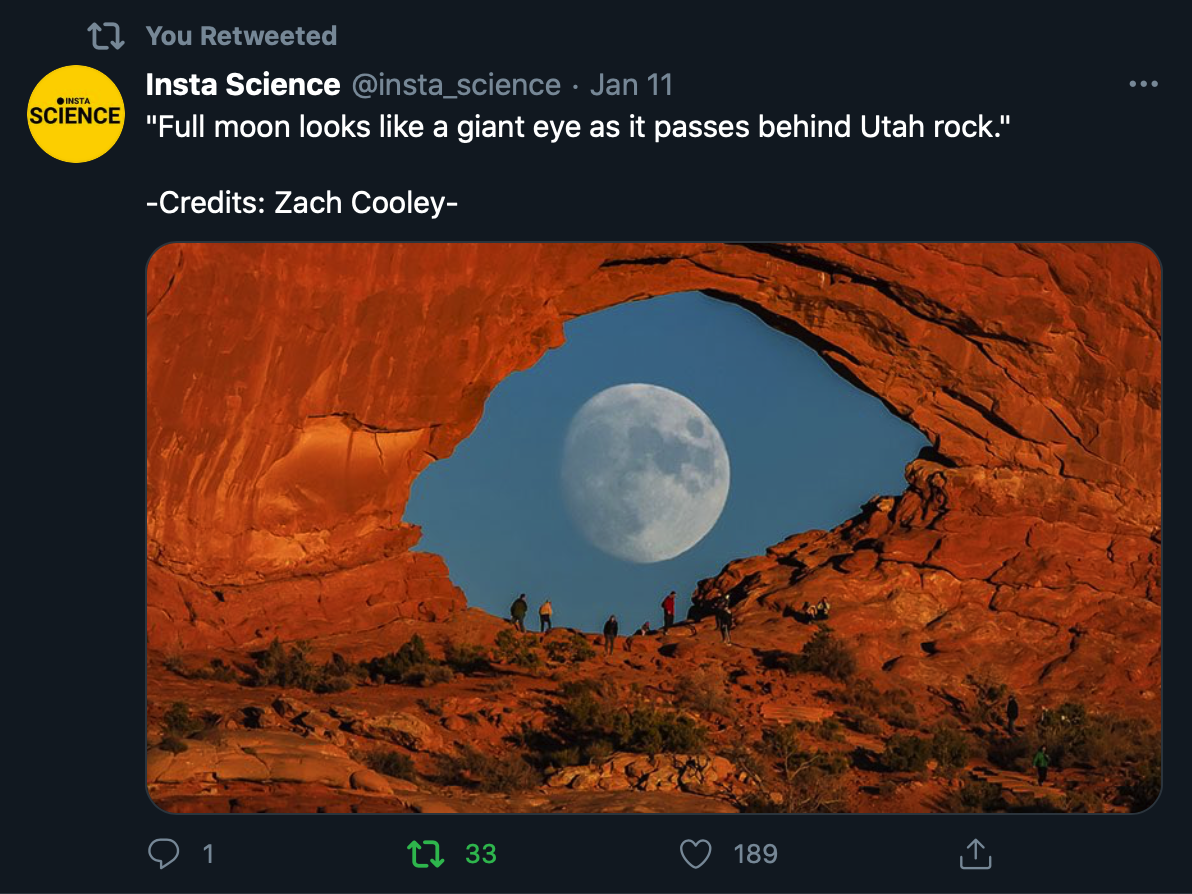 You Retweeted
Insta Science @insta_science · Jan 11
INSTA
SCIENCE
"Full moon looks like a giant eye as it passes behind Utah rock."
-Credits: Zach Cooley-
1 33 189